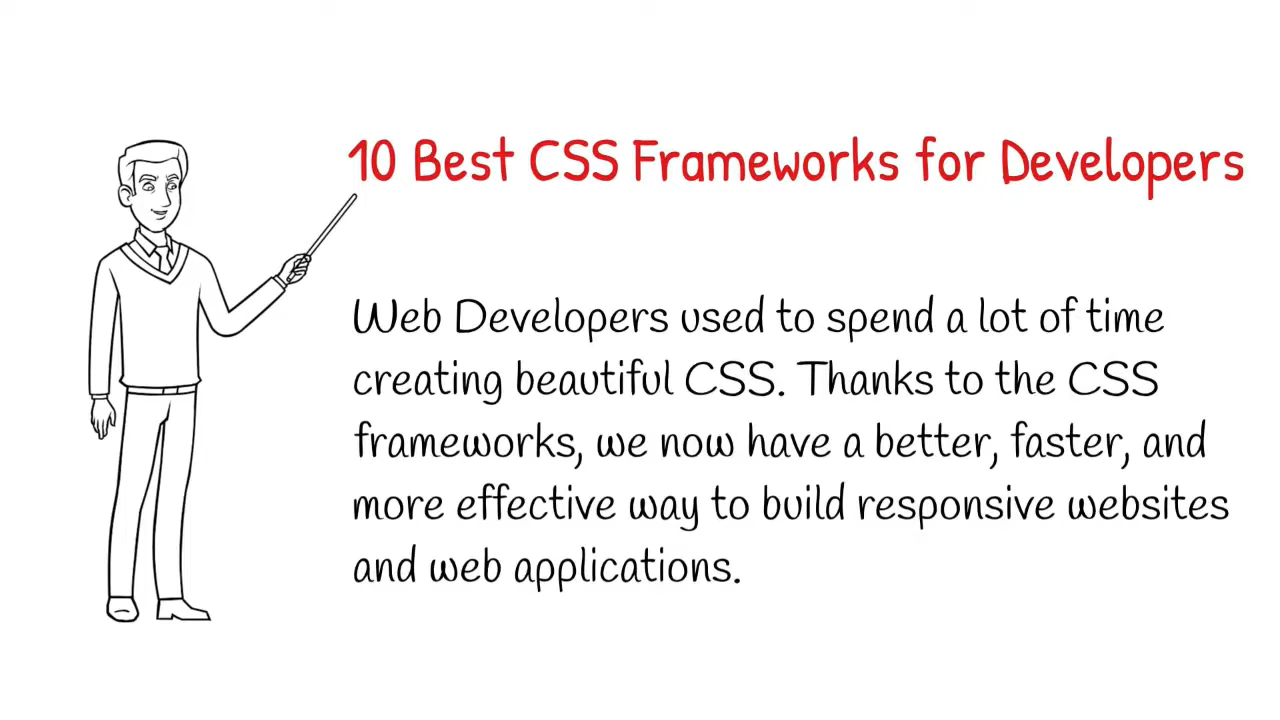 10 Best CSS Frameworks for Developers
Web Developers used to spend a lot of time
creating beautiful CSS. Thanks to the CSS
frameworks, we now have a better, faster, and
more effective way to build responsive websites
and web applications.